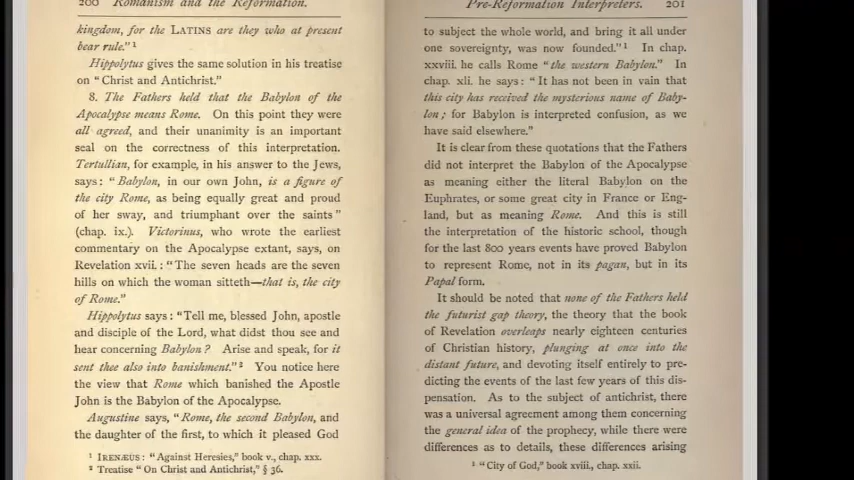 200 Romanism and the Reformation.
kingdom, for the LATINS are they who at present
bear rule." 1
Hippolytus gives the same solution in his treatise
on "Christ and Antichrist."
8. The Fathers held that the Babylon of the
Apocalypse means Rome. On this point they were
all agreed, and their unanimity is an important
seal on the correctness of this interpretation.
Tertullian, for example, in his answer to the Jews,
says: "Babylon, in our own John, is a figure of
the city Rome, as being equally great and proud
of her sway, and triumphant over the saints"
(chap. ix.). Victorinus, who wrote the earliest
commentary on the Apocalypse extant, says, on
Revelation xvii.: "The seven heads are the seven
hills on which the woman sitteth—that is, the city
of Rome."
Hippolytus says: "Tell me, blessed John, apostle
and disciple of the Lord, what didst thou see and
hear concerning Babylon? Arise and speak, for it
sent thee also into banishment." 2 You notice here
the view that Rome which banished the Apostle
John is the Babylon of the Apocalypse.
Augustine says, "Rome, the second Babylon, and
the daughter of the first, to which it pleased God
1 IRENÆUS: "Against Heresies," book v., chap. xxx.
2 Treatise "On Christ and Antichrist," § 36.
Pre-Reformation Interpreters. 201
to subject the whole world, and bring it all under
one sovereignty, was now founded." 1 In chap.
xxviii. he calls Rome "the western Babylon." In
chap. xli. he says: "It has not been in vain that
this city has received the mysterious name of Baby-
lon; for Babylon is interpreted confusion, as we
have said elsewhere."
It is clear from these quotations that the Fathers
did not interpret the Babylon of the Apocalypse
as meaning either the literal Babylon on the
Euphrates, or some great city in France or Eng-
land, but as meaning Rome. And this is still
the interpretation of the historic school, though
for the last 800 years events have proved Babylon
to represent Rome, not in its pagan, but in its
Papal form.
It should be noted that none of the Fathers held
the futurist gap theory, the theory that the book
of Revelation overleaps nearly eighteen centuries
of Christian history, plunging at once into the
distant future, and devoting itself entirely to pre-
dicting the events of the last few years of this dis-
pensation. As to the subject of antichrist, there
was a universal agreement among them concerning
the general idea of the prophecy, while there were
differences as to details, these differences arising
1 "City of God," book xviii., chap. xxii.